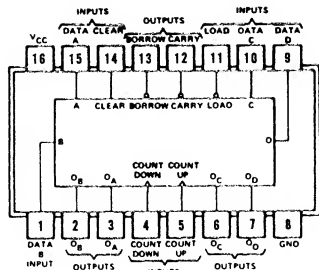 INPUTS INPUTS
DATA OUTPUTS DATA DATA
VCC A CLEAR BORROW CARRY LOAD C D
16 15 14 13 12 11 10 9
A CLEAR BORROW CARRY LOAD C
B D
COUNT COUNT
QB QA DOWN UP QC QD
1 2 3 4 5 6 7 8
DATA QB QA COUNT COUNT QC QD GND
B DOWN UP
INPUT OUTPUTS INPUTS OUTPUTS